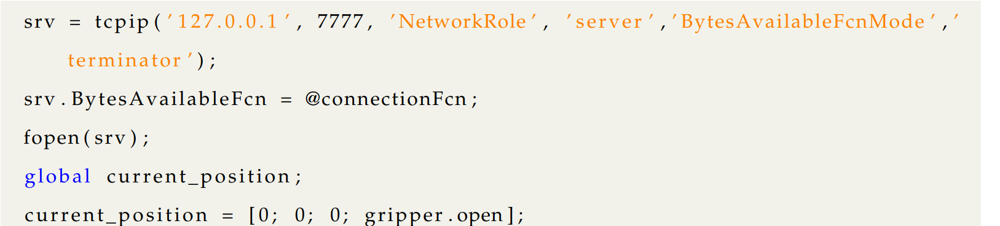 srv = tcpip('127.0.0.1', 7777, 'NetworkRole', 'server','BytesAvailableFcnMode','
terminator');
srv.BytesAvailableFcn = @connectionFcn;
fopen(srv);
global current_position;
current_position = [0; 0; 0; gripper.open];